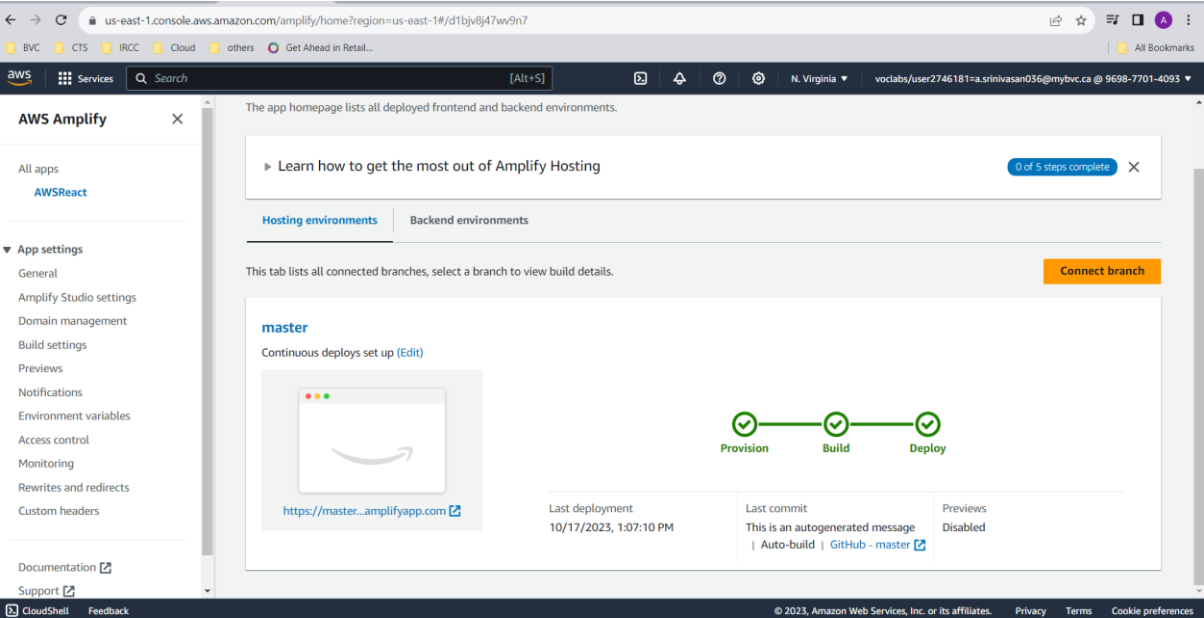 us-east-1.console.aws.amazon.com/amplify/home?region=us-east-1#/d1bjv8j47wv9n7
A
BVC CTS IRCC Cloud others Get Ahead in Retail... All Bookmarks
aws Services Search [Alt+S] N. Virginia voclabs/user2746181=a.srinivasan036@mybvc.ca @ 9698-7701-4093
AWS Amplify
All apps
AWSReact
App settings
General
Amplify Studio settings
Domain management
Build settings
Previews
Notifications
Environment variables
Access control
Monitoring
Rewrites and redirects
Custom headers
Documentation
Support
The app homepage lists all deployed frontend and backend environments.
Learn how to get the most out of Amplify Hosting
0 of 5 steps complete
Hosting environments Backend environments
This tab lists all connected branches, select a branch to view build details.
Connect branch
master
Continuous deploys set up (Edit)
https://master...amplifyapp.com
Provision Build Deploy
Last deployment
10/17/2023, 1:07:10 PM
Last commit
This is an autogenerated message
| Auto-build | GitHub - master
Previews
Disabled
CloudShell Feedback © 2023, Amazon Web Services, Inc. or its affiliates. Privacy Terms Cookie preferences